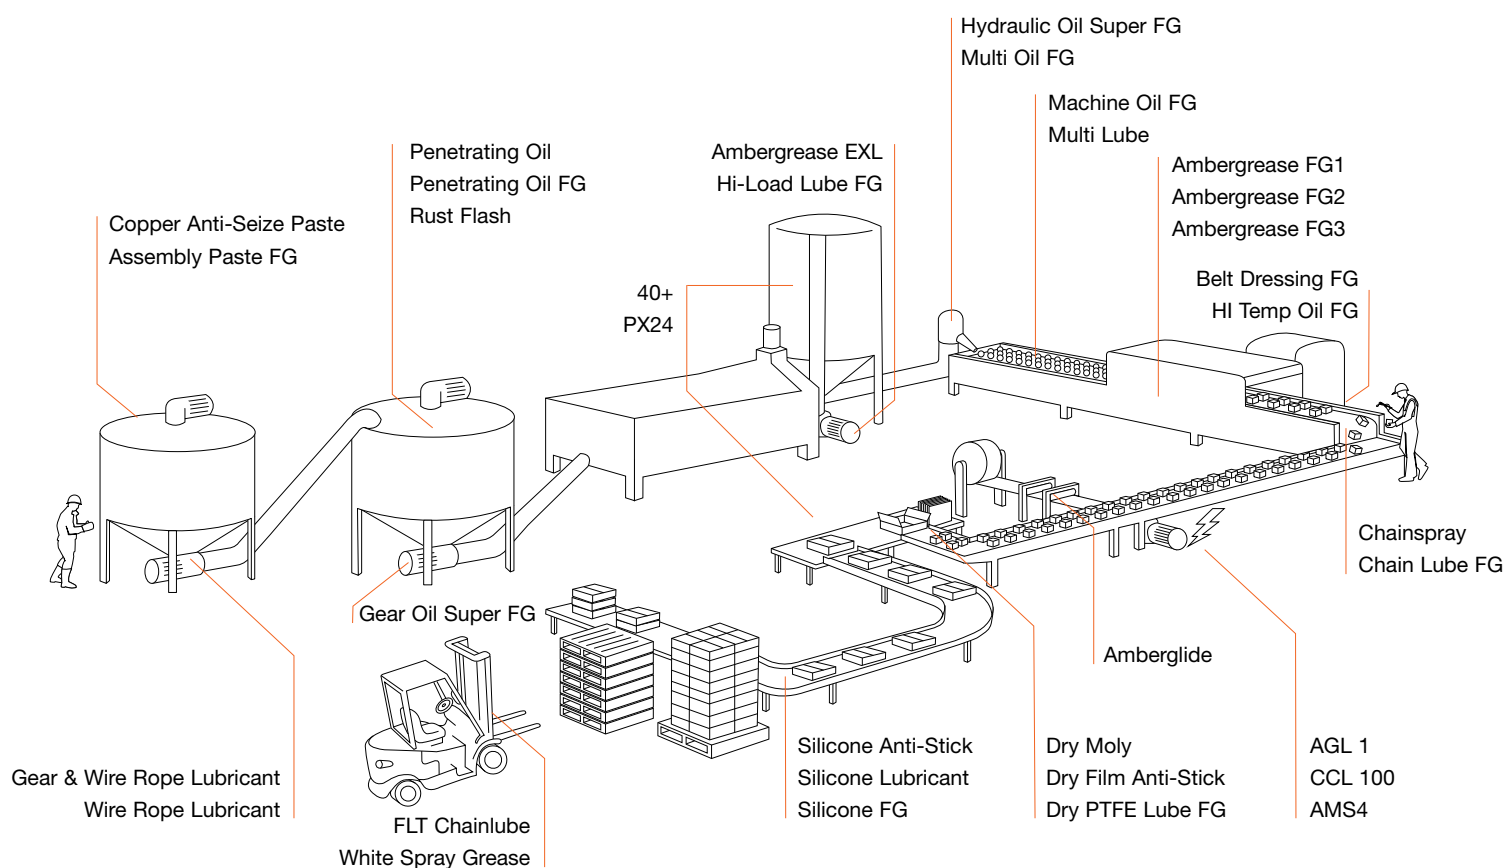 Hydraulic Oil Super FG
Multi Oil FG
Machine Oil FG
Multi Lube
Penetrating Oil
Penetrating Oil FG
Rust Flash
Ambergrease EXL
Hi-Load Lube FG
Ambergrease FG1
Ambergrease FG2
Ambergrease FG3
Copper Anti-Seize Paste
Assembly Paste FG
40+
PX24
Belt Dressing FG
HI Temp Oil FG
Chainspray
Chain Lube FG
Gear Oil Super FG
Amberglide
Gear & Wire Rope Lubricant
Wire Rope Lubricant
FLT Chainlube
White Spray Grease
Silicone Anti-Stick
Silicone Lubricant
Silicone FG
Dry Moly
Dry Film Anti-Stick
Dry PTFE Lube FG
AGL 1
CCL 100
AMS4